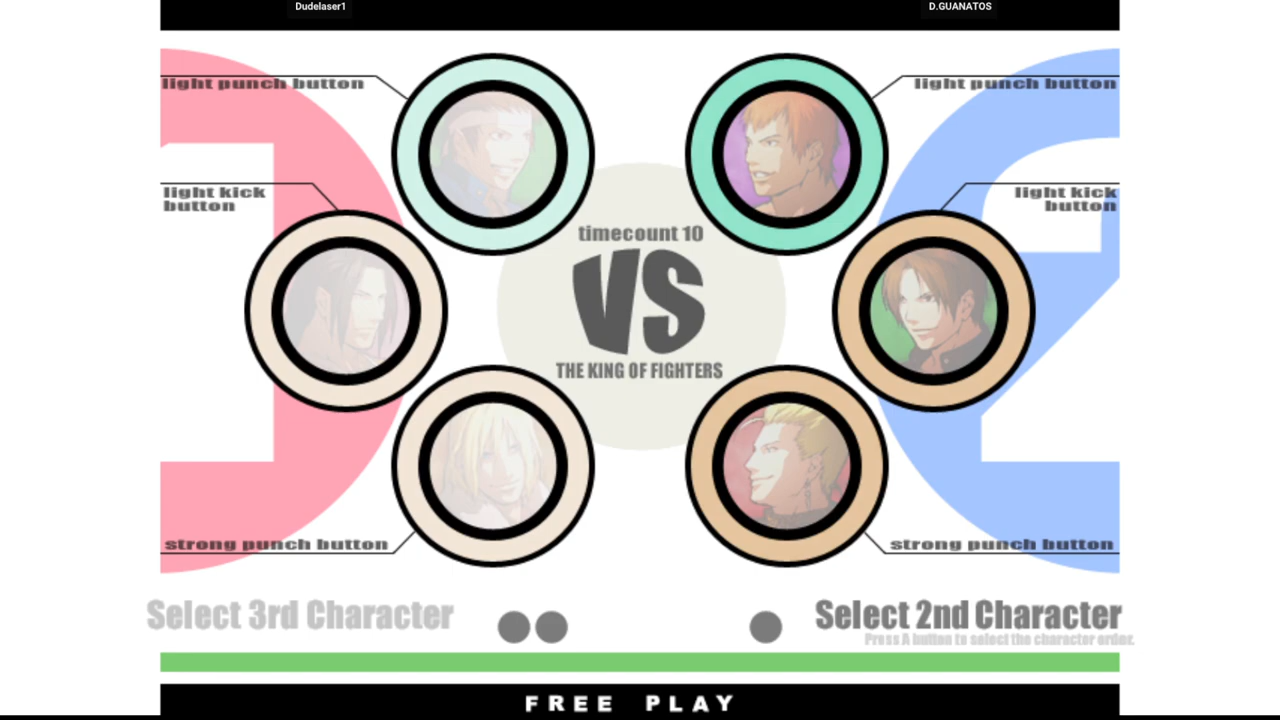 Dudelaser1
D.GUANATOS
light punch button
light punch button
light kick
button
light kick
button
timecount 10
VS
THE KING OF FIGHTERS
strong punch button
strong punch button
Select 3rd Character
Select 2nd Character
Press A button to select the character order.
FREE PLAY
1
2